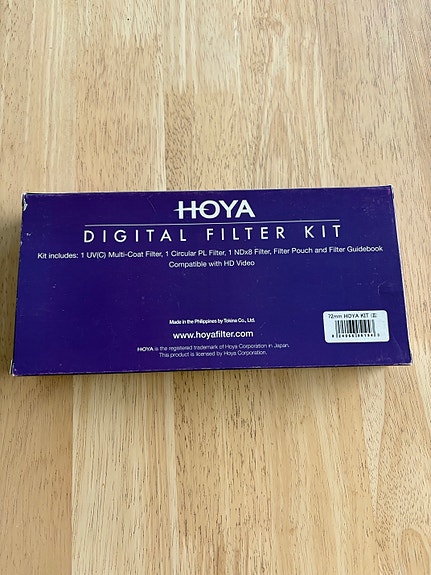 HOYA
DIGITAL FILTER KIT
Kit includes: 1 UV(C) Multi-Coat Filter, 1 Circular PL Filter, 1 NDx8 Filter, Filter Pouch and Filter Guidebook
Compatible with HD Video
72mm HOYA KIT (II)
Made in the Philippines by Tokina Co., Ltd.
www.hoyafilter.com
HOYA is the registered trademark of Hoya Corporation in Japan.
This product is licensed by Hoya Corporation.